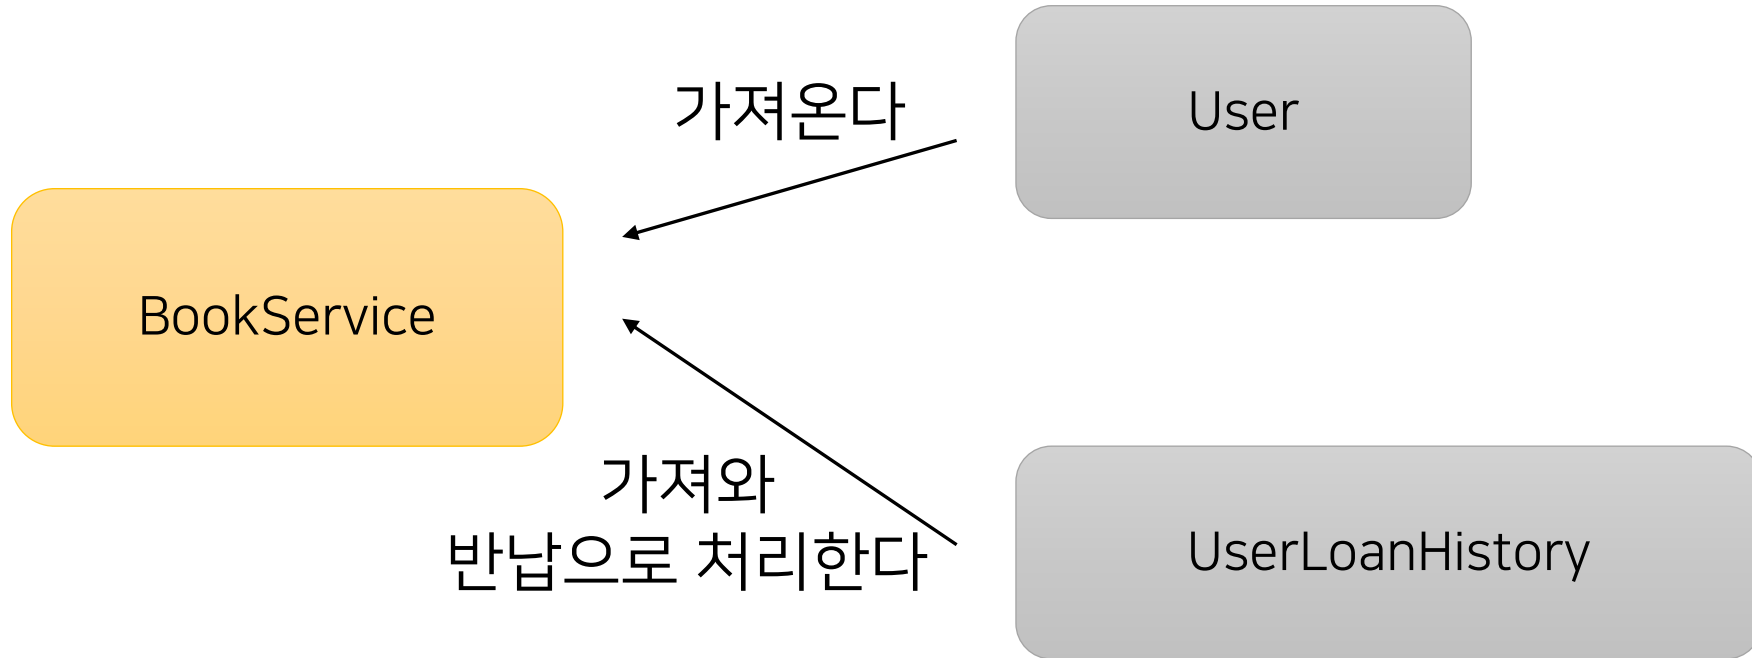 가져온다
User
BookService
가져와
반납으로 처리한다
UserLoanHistory